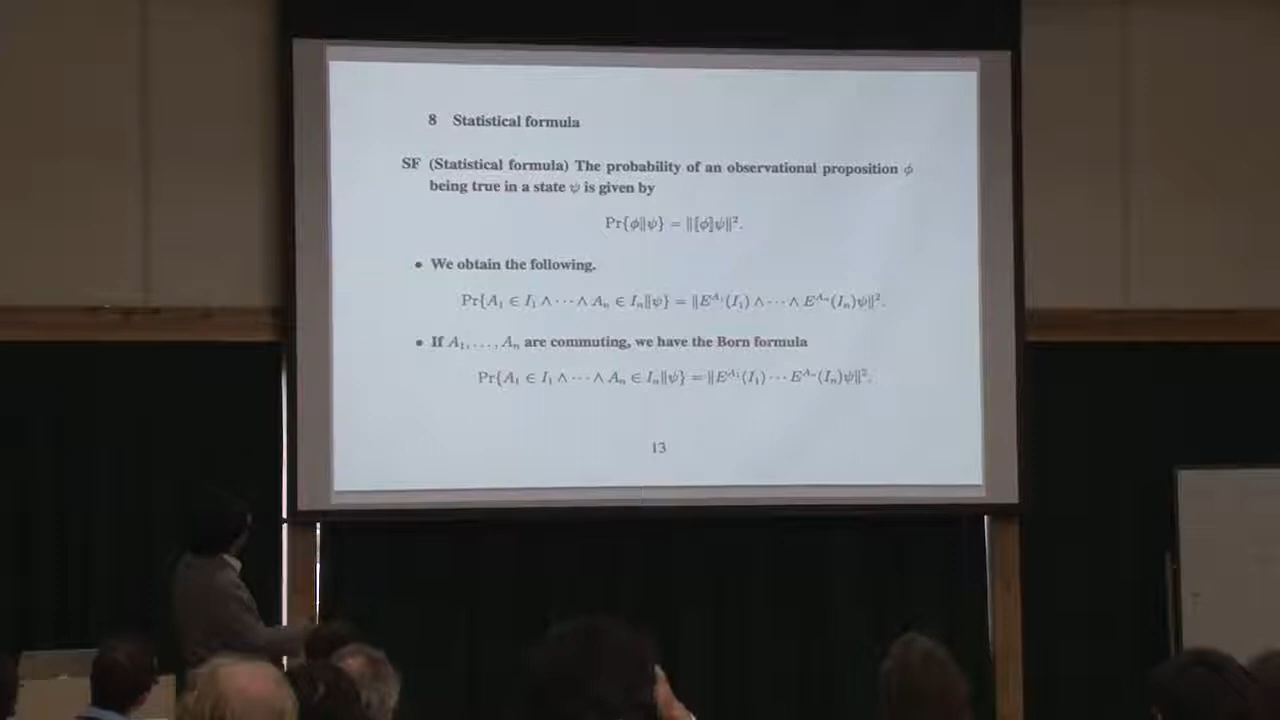 8 Statistical formula
SF (Statistical formula) The probability of an observational proposition ϕ
being true in a state ψ is given by
Pr{ϕ‖ψ} = ‖⟦ϕ⟧ψ‖².
• We obtain the following.
Pr{A₁ ∈ I₁ ∧ ··· ∧ Aₙ ∈ Iₙ‖ψ} = ‖E^{A₁}(I₁) ∧ ··· ∧ E^{Aₙ}(Iₙ)ψ‖².
• If A₁, ..., Aₙ are commuting, we have the Born formula
Pr{A₁ ∈ I₁ ∧ ··· ∧ Aₙ ∈ Iₙ‖ψ} = ‖E^{A₁}(I₁) ··· E^{Aₙ}(Iₙ)ψ‖².
13